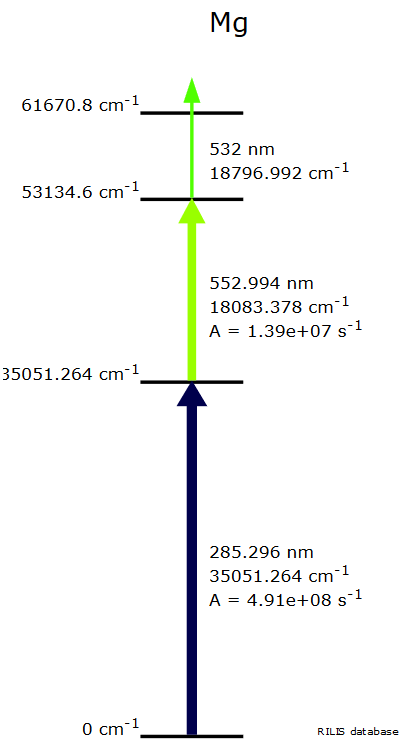 Mg
61670.8 cm⁻¹
532 nm
18796.992 cm⁻¹
53134.6 cm⁻¹
552.994 nm
18083.378 cm⁻¹
A = 1.39e+07 s⁻¹
35051.264 cm⁻¹
285.296 nm
35051.264 cm⁻¹
A = 4.91e+08 s⁻¹
0 cm⁻¹
RILIS database